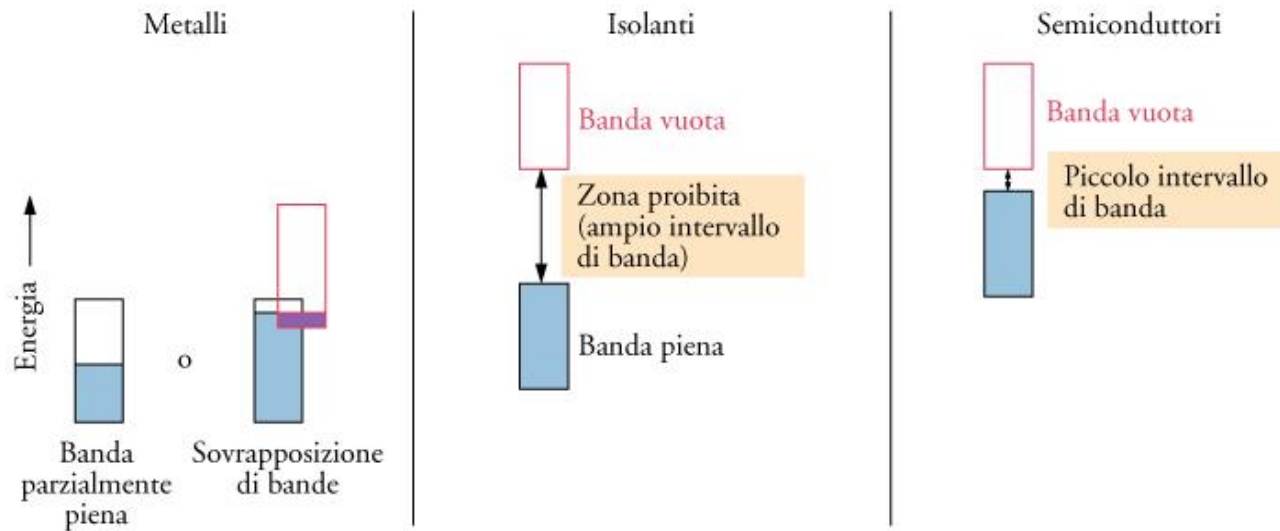 Metalli
Energia
o
Banda
parzialmente
piena
Sovrapposizione
di bande
Isolanti
Banda vuota
Zona proibita
(ampio intervallo
di banda)
Banda piena
Semiconduttori
Banda vuota
Piccolo intervallo
di banda